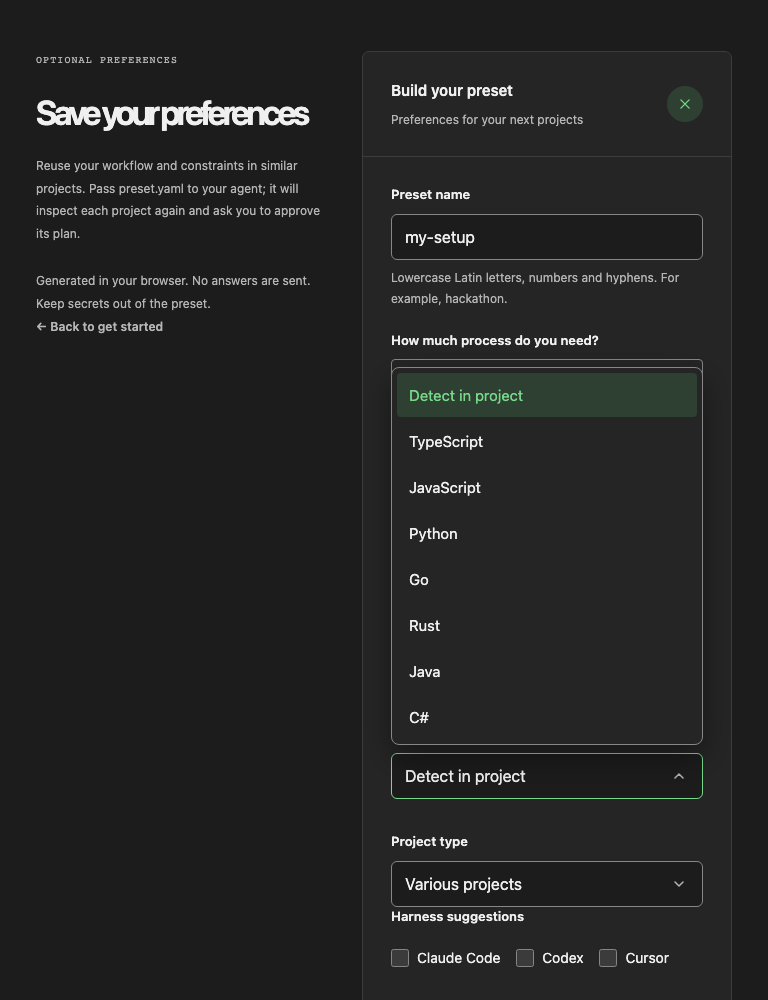 OPTIONAL PREFERENCES
Save your preferences
Reuse your workflow and constraints in similar
projects. Pass preset.yaml to your agent; it will
inspect each project again and ask you to approve
its plan.
Generated in your browser. No answers are sent.
Keep secrets out of the preset.
← Back to get started
Build your preset
Preferences for your next projects
Preset name
my-setup
Lowercase Latin letters, numbers and hyphens. For
example, hackathon.
How much process do you need?
Detect in project
TypeScript
JavaScript
Python
Go
Rust
Java
C#
Detect in project
Project type
Various projects
Harness suggestions
Claude Code
Codex
Cursor